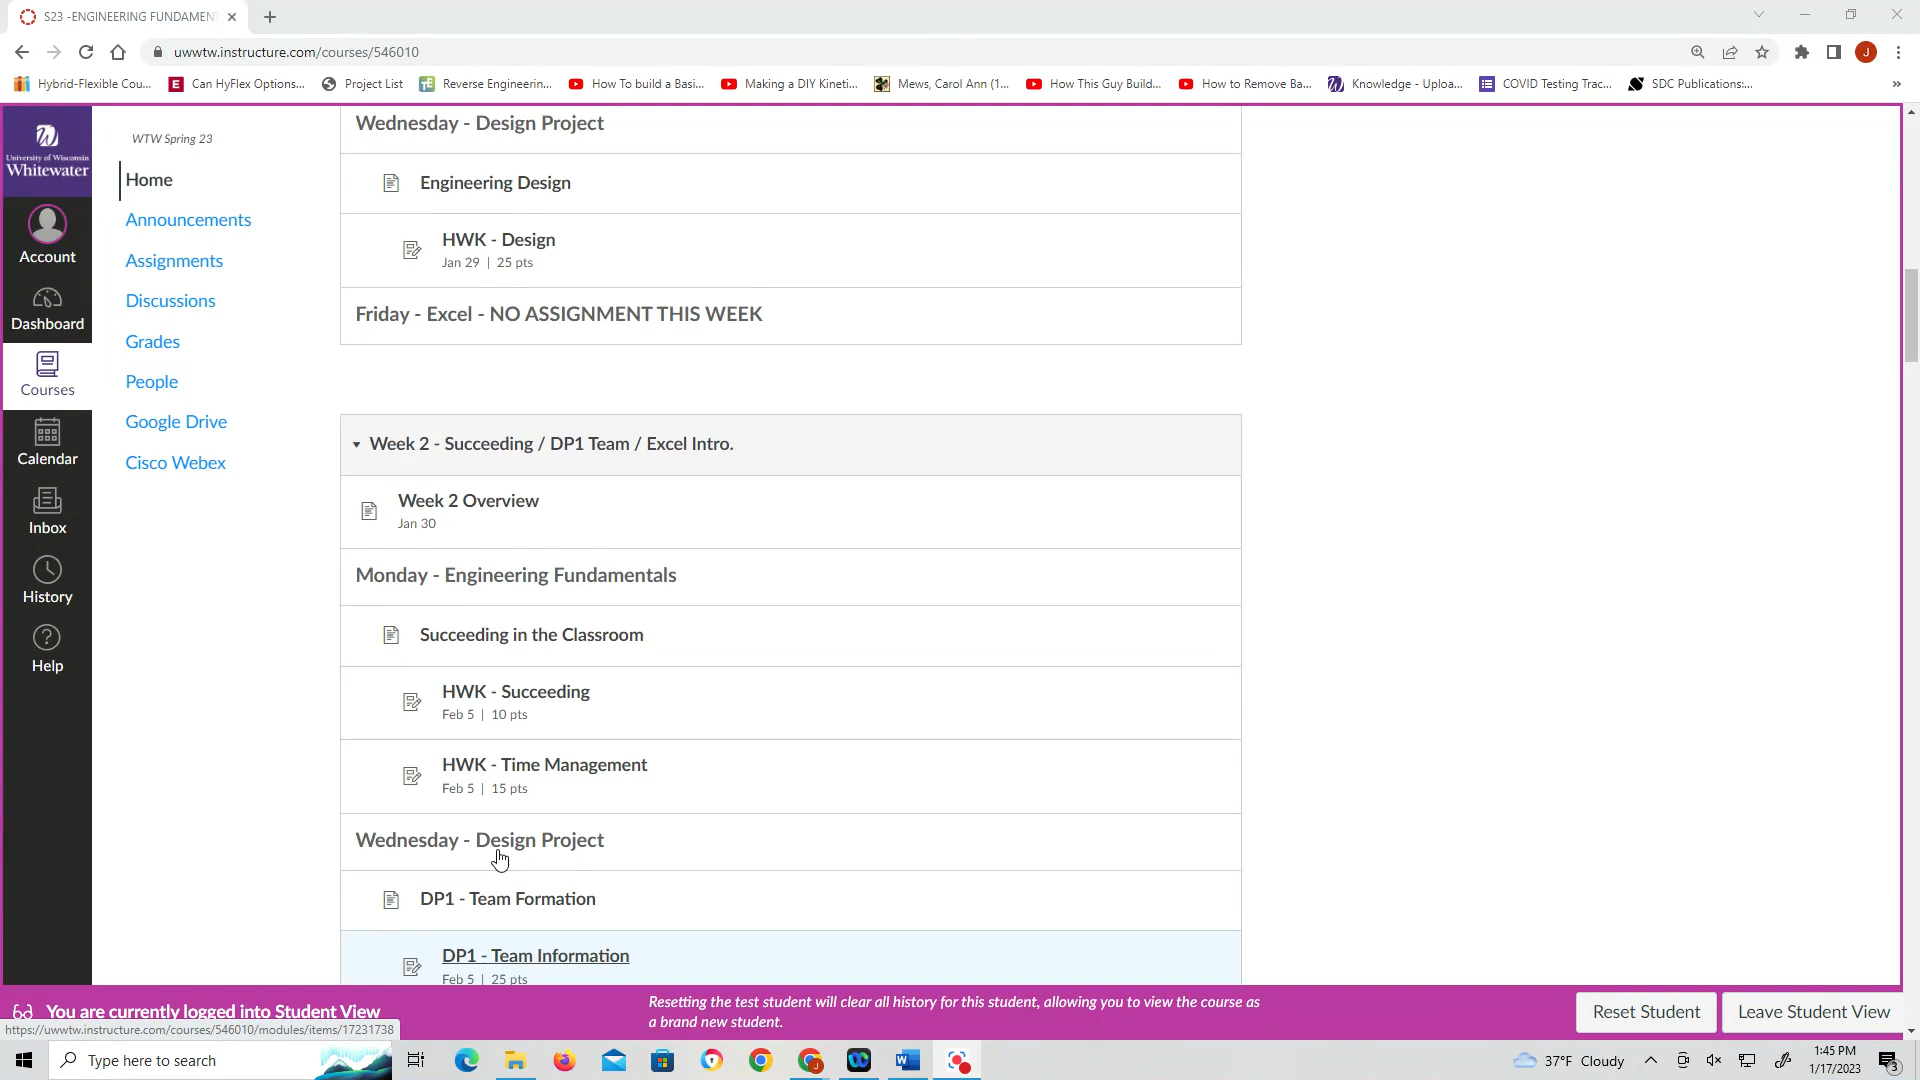 S23 -ENGINEERING FUNDAMEN
uwwtw.instructure.com/courses/546010
J
Hybrid-Flexible Cou...
E
Can HyFlex Options...
Project List
TE
Reverse Engineerin...
How To build a Basi...
Making a DIY Kineti...
Mews, Carol Ann (1...
How This Guy Build...
How to Remove Ba...
Knowledge - Uploa...
COVID Testing Trac...
SDC Publications:...
»
W
University of Wisconsin
Whitewater
Account
Dashboard
Courses
Calendar
Inbox
History
Help
WTW Spring 23
Home
Announcements
Assignments
Discussions
Grades
People
Google Drive
Cisco Webex
Wednesday - Design Project
Engineering Design
HWK - Design
Jan 29 | 25 pts
Friday - Excel - NO ASSIGNMENT THIS WEEK
Week 2 - Succeeding / DP1 Team / Excel Intro.
Week 2 Overview
Jan 30
Monday - Engineering Fundamentals
Succeeding in the Classroom
HWK - Succeeding
Feb 5 | 10 pts
HWK - Time Management
Feb 5 | 15 pts
Wednesday - Design Project
DP1 - Team Formation
DP1 - Team Information
Feb 5 | 25 pts
You are currently logged into Student View
Resetting the test student will clear all history for this student, allowing you to view the course as
a brand new student.
Reset Student
Leave Student View
https://uwwtw.instructure.com/courses/546010/modules/items/17231738
Type here to search
37°F Cloudy
1:45 PM
1/17/2023
3